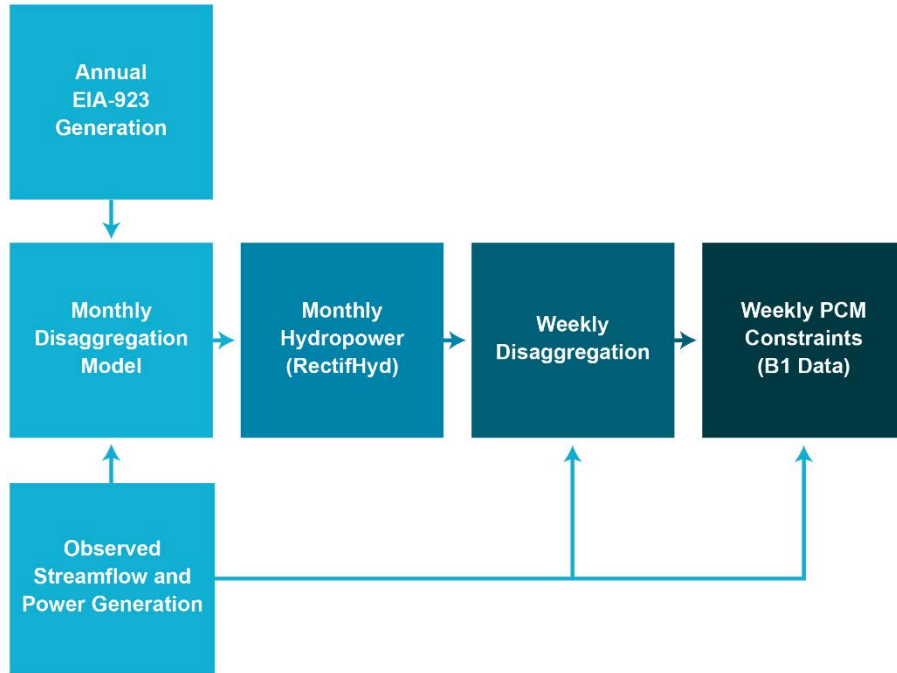 Annual
EIA-923
Generation
Monthly
Disaggregation
Model
Monthly
Hydropower
(RectifHyd)
Weekly
Disaggregation
Weekly PCM
Constraints
(B1 Data)
Observed
Streamflow and
Power Generation